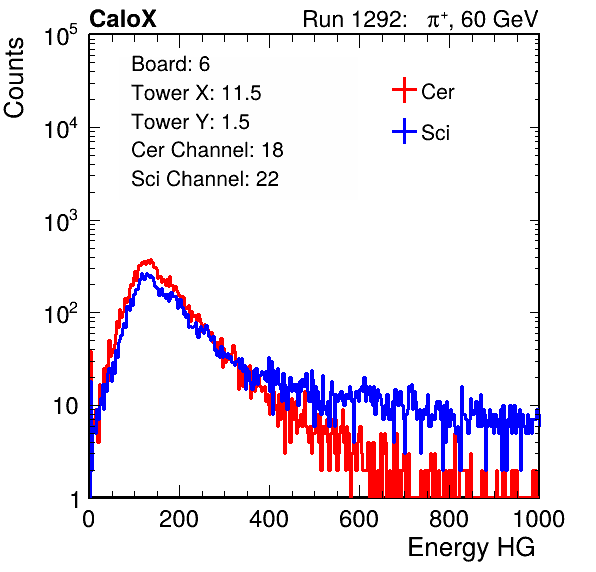 CaloX Run 1292: π⁺, 60 GeV
Counts
Board: 6
Tower X: 11.5
Tower Y: 1.5
Cer Channel: 18
Sci Channel: 22
Cer
Sci
10⁵
10⁴
10³
10²
10
1
0 200 400 600 800 1000
Energy HG